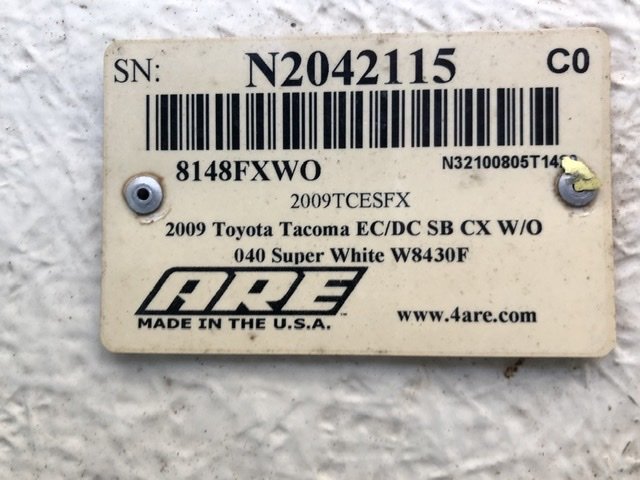 SN: N2042115 C0
8148FXWO
2009TCESFX
2009 Toyota Tacoma EC/DC SB CX W/O
040 Super White W8430F
ARE
MADE IN THE U.S.A.
www.4are.com